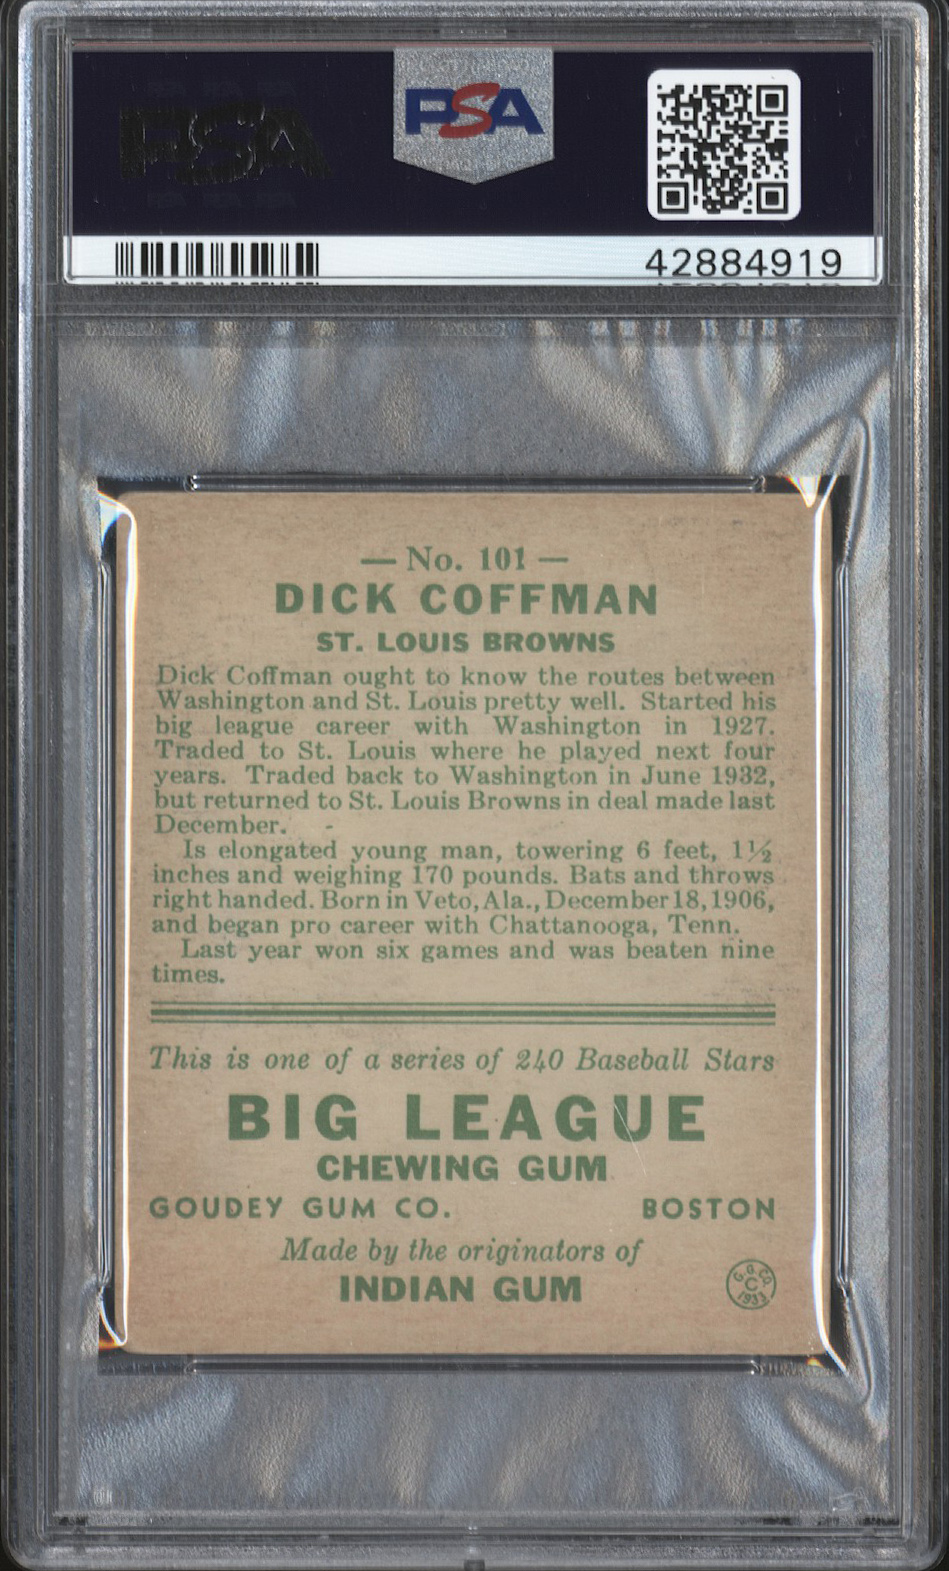 PSA
42884919
— No. 101 —
DICK COFFMAN
ST. LOUIS BROWNS
Dick Coffman ought to know the routes between
Washington and St. Louis pretty well. Started his
big league career with Washington in 1927.
Traded to St. Louis where he played next four
years. Traded back to Washington in June 1932,
but returned to St. Louis Browns in deal made last
December.
Is elongated young man, towering 6 feet, 1½
inches and weighing 170 pounds. Bats and throws
right handed. Born in Veto, Ala., December 18, 1906,
and began pro career with Chattanooga, Tenn.
Last year won six games and was beaten nine
times.
This is one of a series of 240 Baseball Stars
BIG LEAGUE
CHEWING GUM
GOUDEY GUM CO. BOSTON
Made by the originators of
INDIAN GUM
G. G. CO.
C
1933